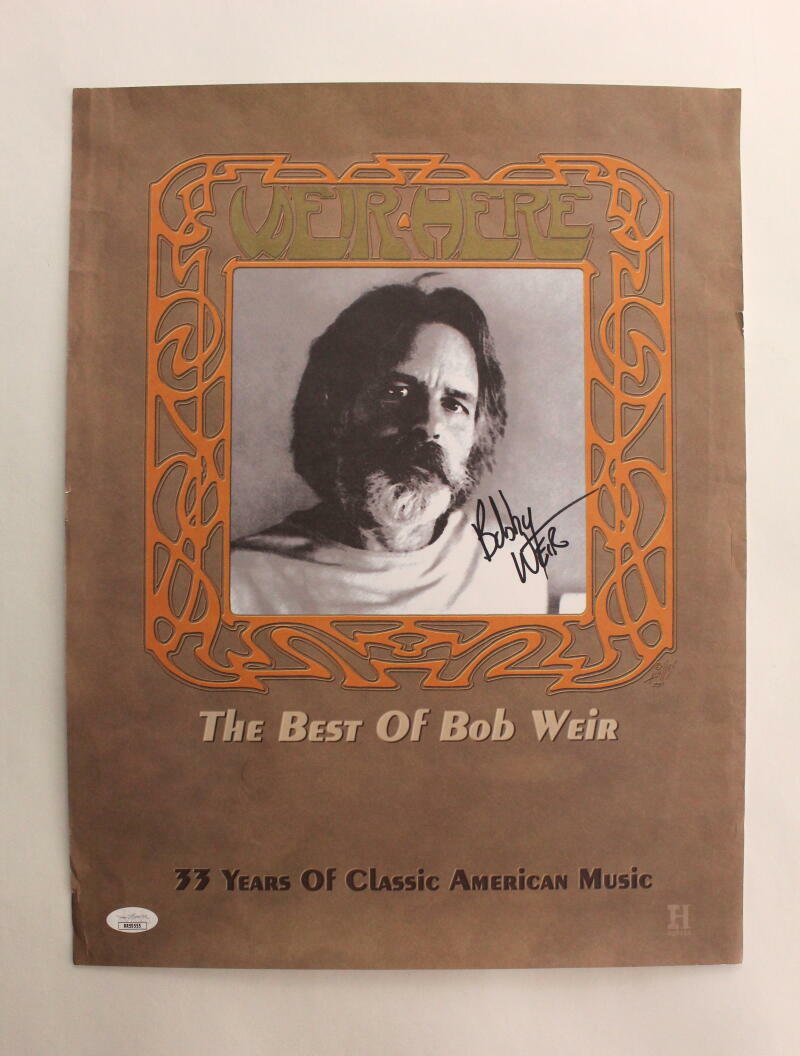 WEIR · HERE
Bobby
WEIR
The Best Of Bob Weir
33 Years Of Classic American Music
H